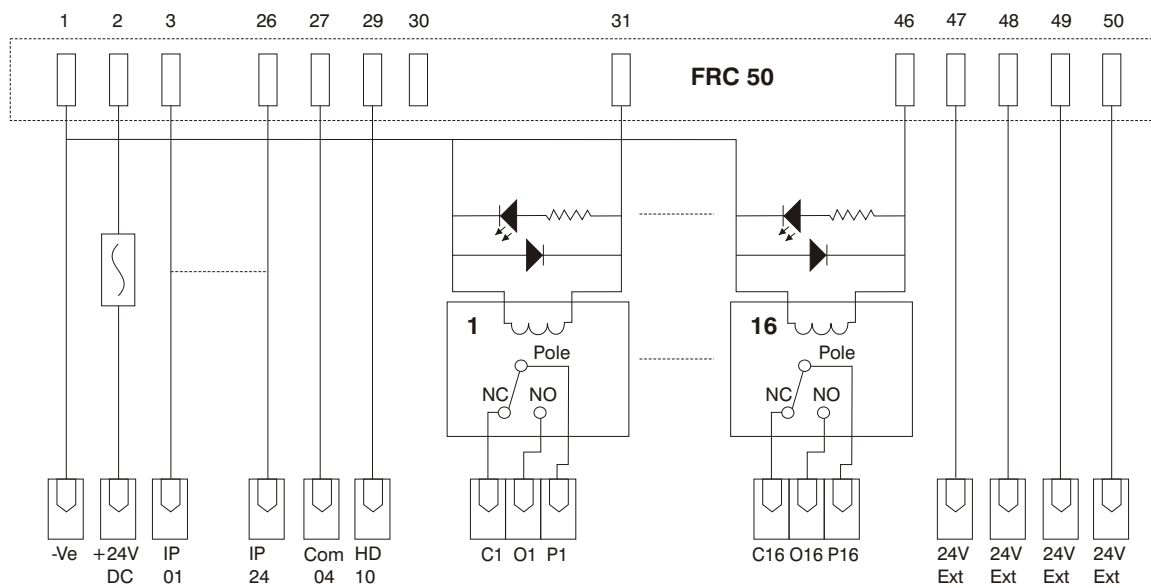 1 2 3 26 27 29 30 31 46 47 48 49 50
FRC 50
1 16
Pole Pole
NC NO NC NO
-Ve +24V DC IP 01 IP 24 Com 04 HD 10 C1 O1 P1 C16 O16 P16 24V Ext 24V Ext 24V Ext 24V Ext